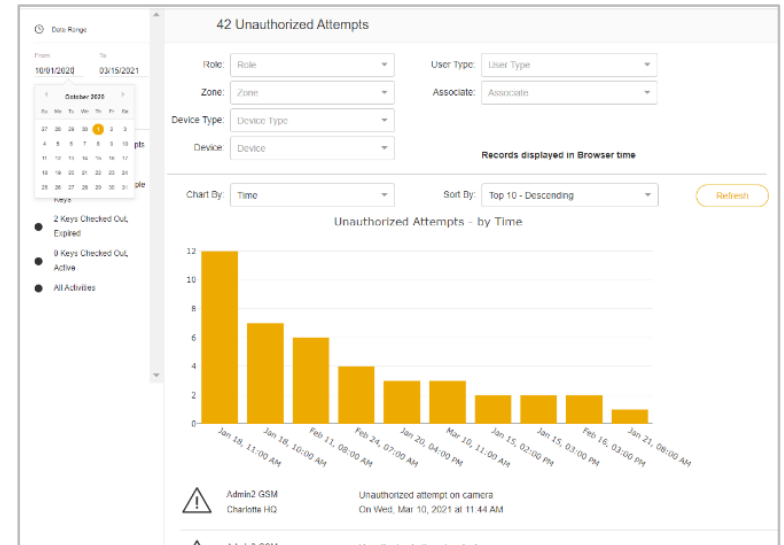 Date Range
From To
10/01/2020 03/15/2021
October 2020
Su Mo Tu We Th Fr Sa
27 28 29 30 1 2 3
4 5 6 7 8 9 10
11 12 13 14 15 16 17
18 19 20 21 22 23 24
25 26 27 28 29 30 31
pts
ple
Keys
2 Keys Checked Out,
Expired
Keys Checked Out,
Active
All Activities
42 Unauthorized Attempts
Role: Role User Type: User Type
Zone: Zone Associate: Associate
Device Type: Device Type
Device: Device
Records displayed in Browser time
Chart By: Time Sort By: Top 10 - Descending Refresh
Unauthorized Attempts - by Time
12
10
8
6
4
2
0
Jan 18, 11:00 AM
Jan 18, 10:00 AM
Feb 11, 08:00 AM
Feb 24, 07:00 AM
Jan 20, 04:00 PM
Mar 10, 11:00 AM
Jan 15, 02:00 PM
Jan 15, 03:00 PM
Feb 16, 03:00 PM
Jan 21, 08:00 AM
Admin2 GSM Unauthorized attempt on camera
Charlotte HQ On Wed, Mar 10, 2021 at 11:44 AM